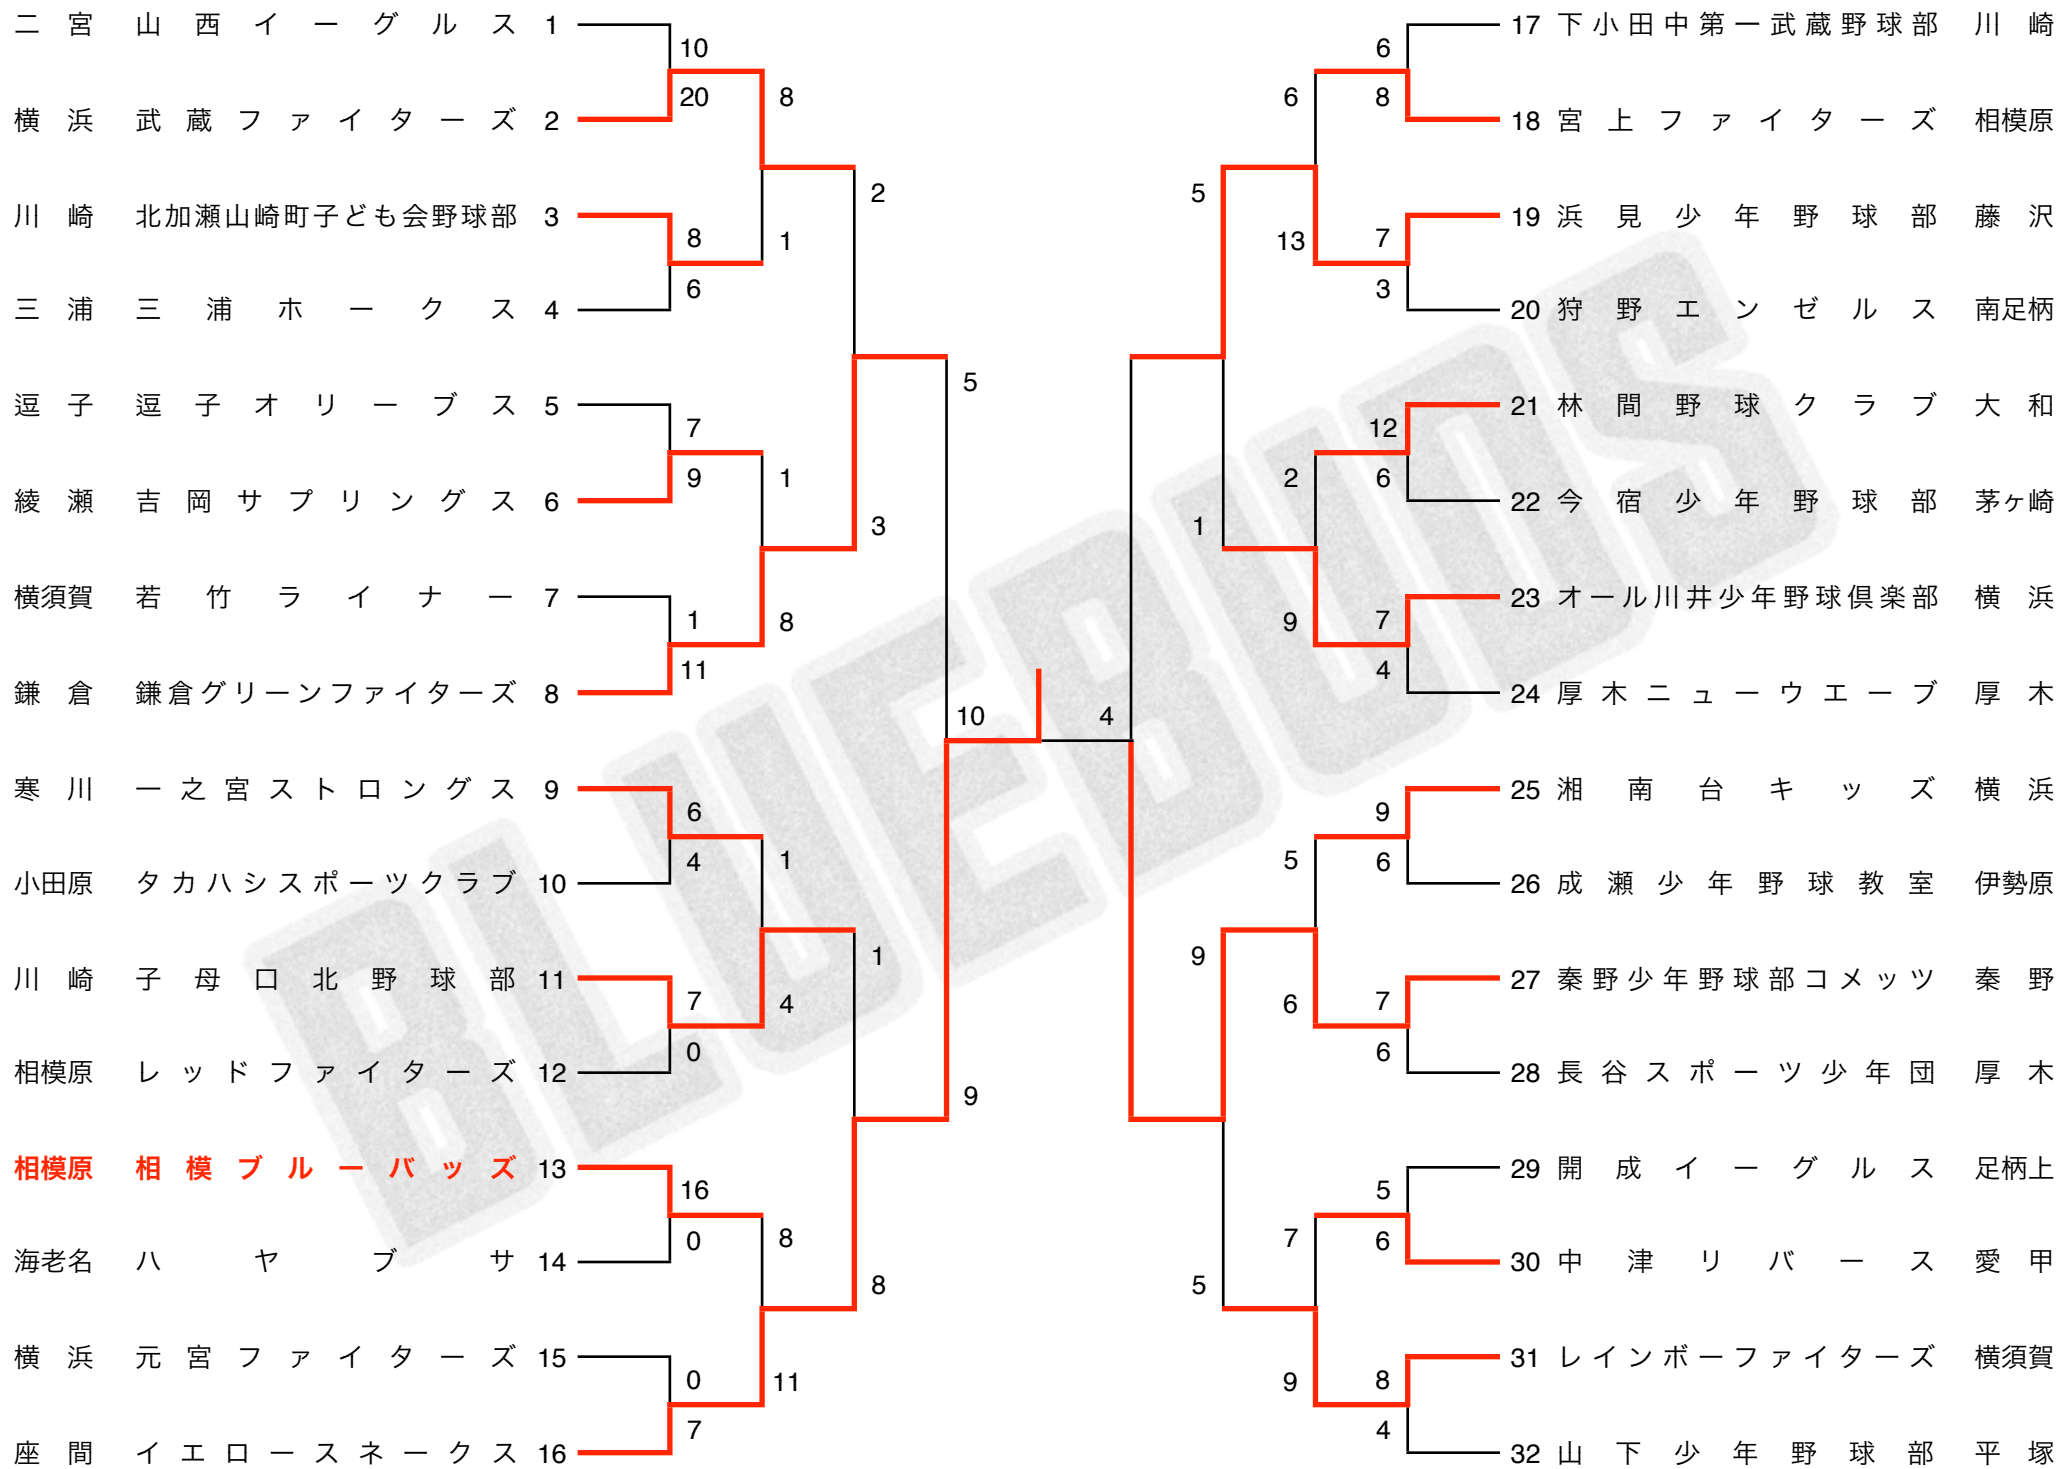 二宮 山西イーグルス 1
10
横浜 武蔵ファイターズ 2
20
8
川崎 北加瀬山崎町子ども会野球部 3
8
1
2
三浦 三浦ホークス 4
6
逗子 逗子オリーブス 5
7
5
綾瀬 吉岡サプリングス 6
9
1
3
横須賀 若竹ライナー 7
1
8
鎌倉 鎌倉グリーンファイターズ 8
11
10
寒川 一之宮ストロングス 9
6
小田原 タカハシスポーツクラブ 10
4
1
1
川崎 子母口北野球部 11
7
4
相模原 レッドファイターズ 12
0
9
相模原 相模ブルーバッズ 13
16
海老名 ハヤブサ 14
0
8
8
横浜 元宮ファイターズ 15
0
11
座間 イエロースネークス 16
7
17 下小田中第一武蔵野球部 川崎
6
18 宮上ファイターズ 相模原
8
6
5
19 浜見少年野球部 藤沢
7
13
20 狩野エンゼルス 南足柄
3
21 林間野球クラブ 大和
12
22 今宿少年野球部 茅ヶ崎
6
2
1
23 オール川井少年野球倶楽部 横浜
7
9
24 厚木ニューウエーブ 厚木
4
4
25 湘南台キッズ 横浜
9
26 成瀬少年野球教室 伊勢原
6
5
9
27 秦野少年野球部コメッツ 秦野
7
6
28 長谷スポーツ少年団 厚木
6
29 開成イーグルス 足柄上
5
30 中津リバース 愛甲
6
7
5
31 レインボーファイターズ 横須賀
8
9
32 山下少年野球部 平塚
4
BLUEBUDS